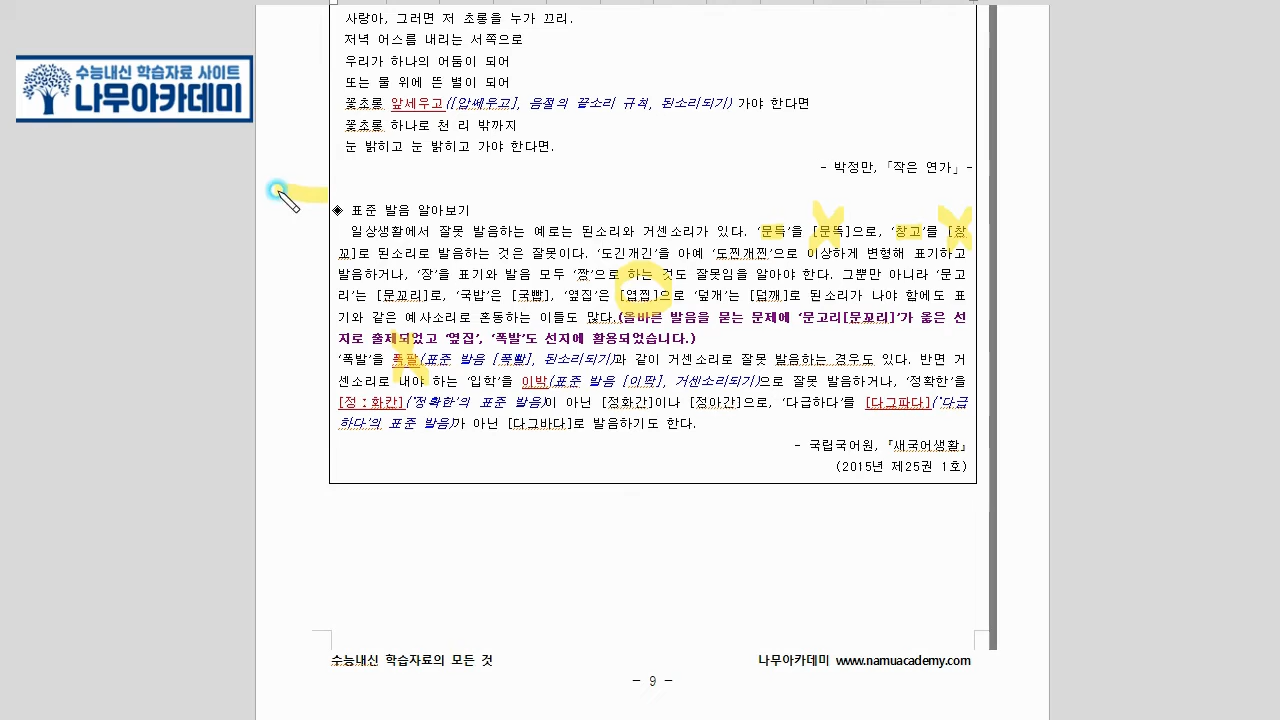 수능내신 학습자료 사이트
나무아카데미
사랑아, 그러면 저 초롱을 누가 끄리.
저녁 어스름 내리는 서쪽으로
우리가 하나의 어둠이 되어
또는 물 위에 뜬 별이 되어
꽃초롱 앞세우고([압쎄우고], 음절의 끝소리 규칙, 된소리되기) 가야 한다면
꽃초롱 하나로 천 리 밖까지
눈 밝히고 눈 밝히고 가야 한다면.
- 박정만, 「작은 연가」-
◈ 표준 발음 알아보기
일상생활에서 잘못 발음하는 예로는 된소리와 거센소리가 있다. ‘문득’을 [문뜩]으로, ‘창고’를 [창
꼬]로 된소리로 발음하는 것은 잘못이다. ‘도긴개긴’을 아예 ‘도찐개찐’으로 이상하게 변형해 표기하고
발음하거나, ‘장’을 표기와 발음 모두 ‘짱’으로 하는 것도 잘못임을 알아야 한다. 그뿐만 아니라 ‘문고
리’는 [문꼬리]로, ‘국밥’은 [국빱], ‘옆집’은 [엽찝]으로 ‘덮개’는 [덥깨]로 된소리가 나야 함에도 표
기와 같은 예사소리로 혼동하는 이들도 많다.(올바른 발음을 묻는 문제에 ‘문고리[문꼬리]’가 옳은 선
지로 출제되었고 ‘옆집’, ‘폭발’도 선지에 활용되었습니다.)
‘폭발’을 폭팔(표준 발음 [폭빨], 된소리되기)과 같이 거센소리로 잘못 발음하는 경우도 있다. 반면 거
센소리로 내야 하는 ‘입학’을 이박(표준 발음 [이팍], 거센소리되기)으로 잘못 발음하거나, ‘정확한’을
[정：화칸](‘정확한’의 표준 발음)이 아닌 [정화간]이나 [정아간]으로, ‘다급하다’를 [다그파다](‘다급
하다’의 표준 발음)가 아닌 [다그바다]로 발음하기도 한다.
- 국립국어원, 『새국어생활』
(2015년 제25권 1호)
수능내신 학습자료의 모든 것
나무아카데미 www.namuacademy.com
- 9 -